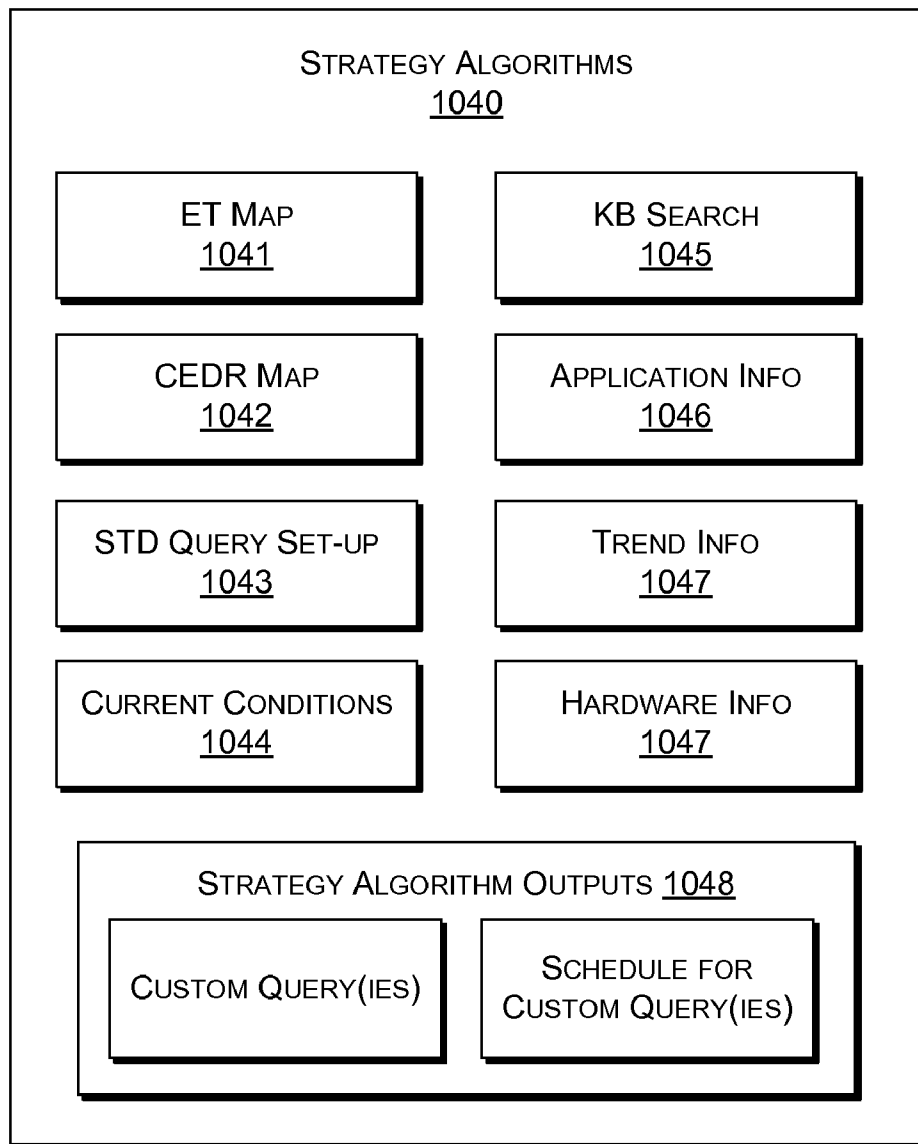 STRATEGY ALGORITHMS
1040
ET MAP
1041
KB SEARCH
1045
CEDR MAP
1042
APPLICATION INFO
1046
STD QUERY SET-UP
1043
TREND INFO
1047
CURRENT CONDITIONS
1044
HARDWARE INFO
1047
STRATEGY ALGORITHM OUTPUTS 1048
CUSTOM QUERY(IES)
SCHEDULE FOR
CUSTOM QUERY(IES)